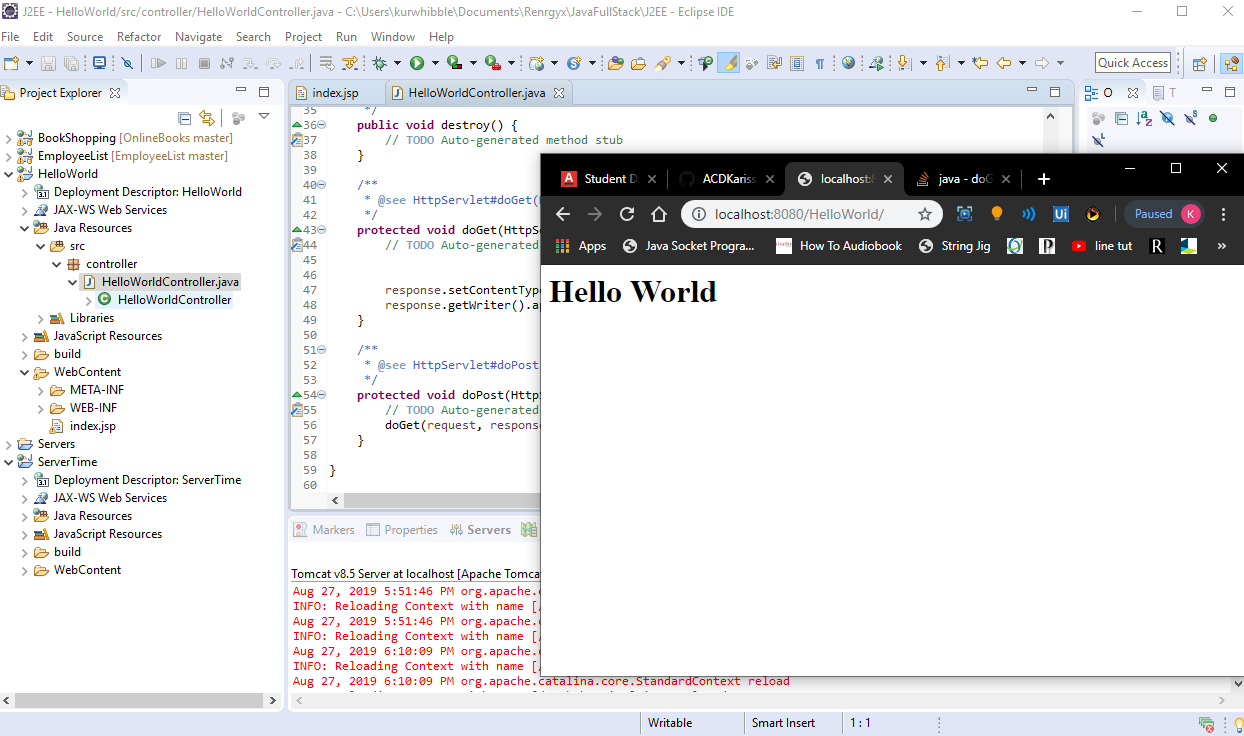 J2EE - HelloWorld/src/controller/HelloWorldController.java - C:\Users\kurwhibble\Documents\Renrgyx\JavaFullStack\J2EE - Eclipse IDE
File Edit Source Refactor Navigate Search Project Run Window Help
Quick Access
Project Explorer
BookShopping [OnlineBooks master]
EmployeeList [EmployeeList master]
HelloWorld
Deployment Descriptor: HelloWorld
JAX-WS Web Services
Java Resources
src
controller
HelloWorldController.java
HelloWorldController
Libraries
JavaScript Resources
build
WebContent
META-INF
WEB-INF
index.jsp
Servers
ServerTime
Deployment Descriptor: ServerTime
JAX-WS Web Services
Java Resources
JavaScript Resources
build
WebContent
index.jsp HelloWorldController.java
35 */
36 public void destroy() {
37 // TODO Auto-generated method stub
38 }
39
40 /**
41 * @see HttpServlet#doGet(
42 */
43 protected void doGet(HttpS
44 // TODO Auto-generated
45
46
47 response.setContentType
48 response.getWriter().ap
49 }
50
51 /**
52 * @see HttpServlet#doPost
53 */
54 protected void doPost(Http
55 // TODO Auto-generated
56 doGet(request, response
57 }
58
59 }
60
O T
Student D ACDKariss localhost:8 java - doG
localhost:8080/HelloWorld/
Ui Paused K
Apps Java Socket Progra... How To Audiobook String Jig P line tut R »
Hello World
Markers Properties Servers
Tomcat v8.5 Server at localhost [Apache Tomca
Aug 27, 2019 5:51:46 PM org.apache.c
INFO: Reloading Context with name [/
Aug 27, 2019 5:51:46 PM org.apache.c
INFO: Reloading Context with name [/
Aug 27, 2019 6:10:09 PM org.apache.c
INFO: Reloading Context with name [/
Aug 27, 2019 6:10:09 PM org.apache.catalina.core.StandardContext reload
Writable Smart Insert 1 : 1